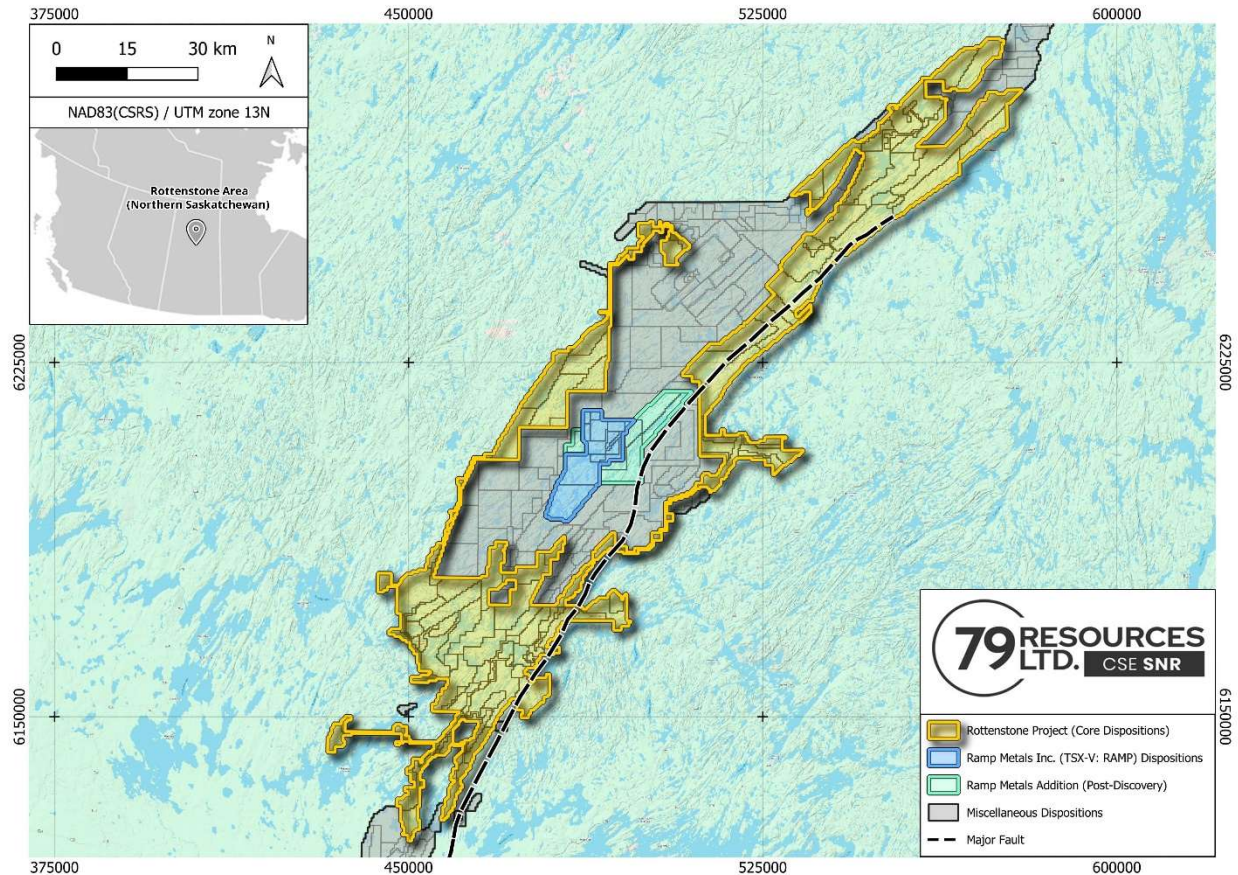 375000
450000
525000
600000
0 15 30 km
N
NAD83(CSRS) / UTM zone 13N
Rottenstone Area
(Northern Saskatchewan)
6225000
6225000
6150000
6150000
79 RESOURCES
LTD. CSE SNR
Rottenstone Project (Core Dispositions)
Ramp Metals Inc. (TSX-V: RAMP) Dispositions
Ramp Metals Addition (Post-Discovery)
Miscellaneous Dispositions
Major Fault
375000
450000
525000
600000